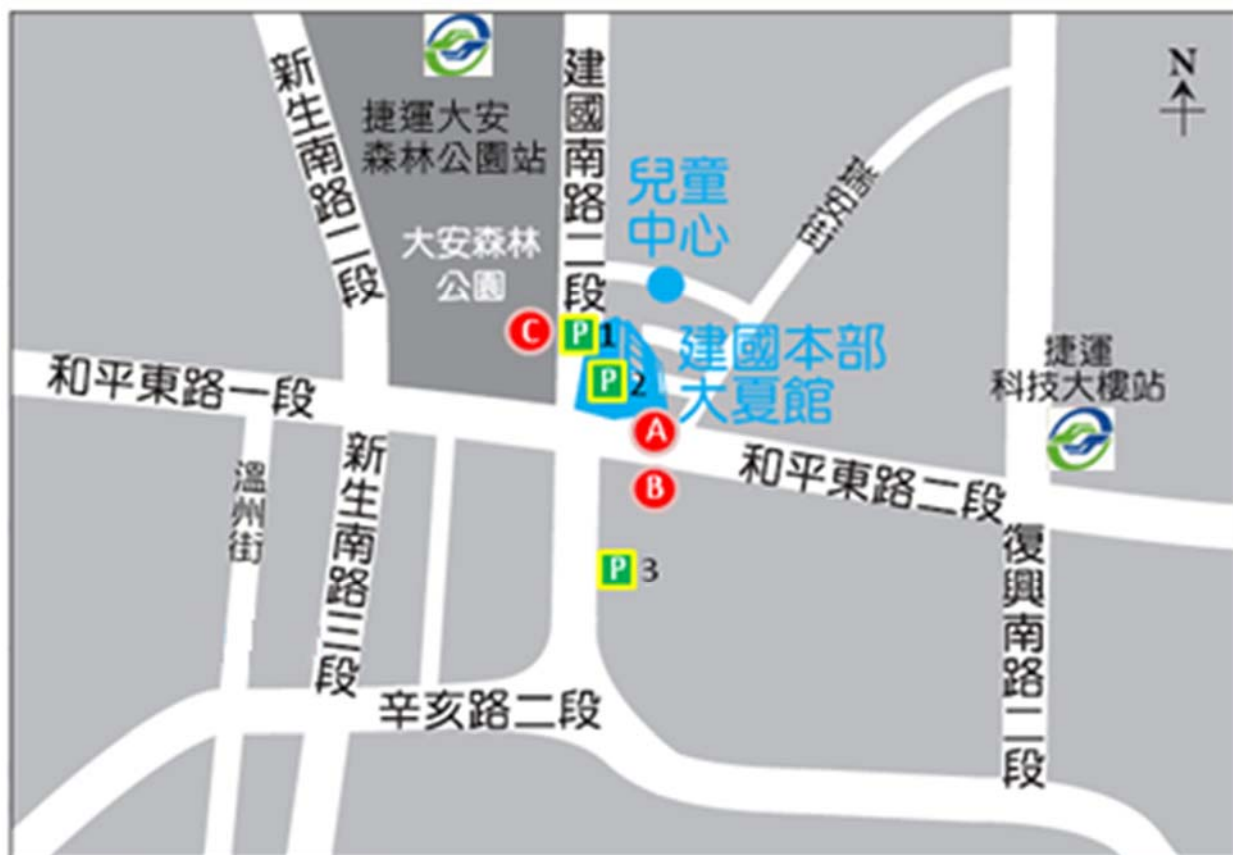 新生南路二段
捷運大安
森林公園站
建國南路二段
N
兒童
中心
瑞安街
大安森林
公園
C
P 1
P 2
建國本部
大夏館
捷運
科技大樓站
和平東路一段
A
B
和平東路二段
溫州街
新生南路三段
P 3
復興南路二段
辛亥路二段